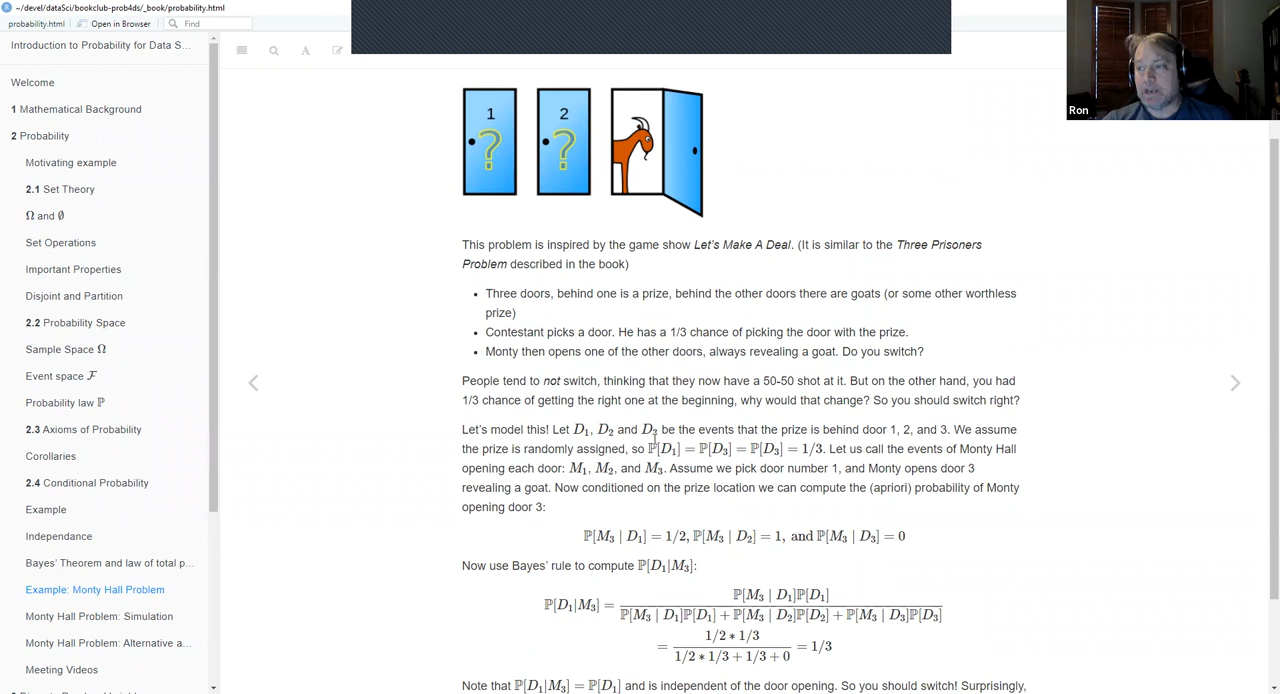 ~/devel/dataSci/bookclub-prob4ds/_book/probability.html
probability.html Open in Browser Find
Introduction to Probability for Data S...
Welcome
1 Mathematical Background
2 Probability
Motivating example
2.1 Set Theory
Ω and ∅
Set Operations
Important Properties
Disjoint and Partition
2.2 Probability Space
Sample Space Ω
Event space ℱ
Probability law ℙ
2.3 Axioms of Probability
Corollaries
2.4 Conditional Probability
Example
Independence
Bayes' Theorem and law of total p...
Example: Monty Hall Problem
Monty Hall Problem: Simulation
Monty Hall Problem: Alternative a...
Meeting Videos
1 2
? ?
This problem is inspired by the game show Let's Make A Deal. (It is similar to the Three Prisoners
Problem described in the book)
• Three doors, behind one is a prize, behind the other doors there are goats (or some other worthless
prize)
• Contestant picks a door. He has a 1/3 chance of picking the door with the prize.
• Monty then opens one of the other doors, always revealing a goat. Do you switch?
People tend to not switch, thinking that they now have a 50-50 shot at it. But on the other hand, you had
1/3 chance of getting the right one at the beginning, why would that change? So you should switch right?
Let's model this! Let D₁, D₂ and D₃ be the events that the prize is behind door 1, 2, and 3. We assume
the prize is randomly assigned, so ℙ[D₁] = ℙ[D₃] = ℙ[D₃] = 1/3. Let us call the events of Monty Hall
opening each door: M₁, M₂, and M₃. Assume we pick door number 1, and Monty opens door 3
revealing a goat. Now conditioned on the prize location we can compute the (apriori) probability of Monty
opening door 3:
ℙ[M₃ | D₁] = 1/2, ℙ[M₃ | D₂] = 1, and ℙ[M₃ | D₃] = 0
Now use Bayes' rule to compute ℙ[D₁|M₃]:
ℙ[M₃ | D₁]ℙ[D₁]
ℙ[D₁|M₃] =
ℙ[M₃ | D₁]ℙ[D₁] + ℙ[M₃ | D₂]ℙ[D₂] + ℙ[M₃ | D₃]ℙ[D₃]
1/2 * 1/3
= = 1/3
1/2 * 1/3 + 1/3 + 0
Note that ℙ[D₁|M₃] = ℙ[D₁] and is independent of the door opening. So you should switch! Surprisingly,
Ron